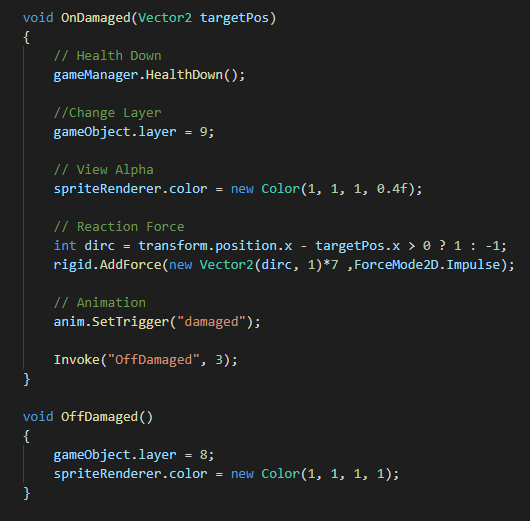 void OnDamaged(Vector2 targetPos)
{
    // Health Down
    gameManager.HealthDown();

    //Change Layer
    gameObject.layer = 9;

    // View Alpha
    spriteRenderer.color = new Color(1, 1, 1, 0.4f);

    // Reaction Force
    int dirc = transform.position.x - targetPos.x > 0 ? 1 : -1;
    rigid.AddForce(new Vector2(dirc, 1)*7 ,ForceMode2D.Impulse);

    // Animation
    anim.SetTrigger("damaged");

    Invoke("OffDamaged", 3);
}

void OffDamaged()
{
    gameObject.layer = 8;
    spriteRenderer.color = new Color(1, 1, 1, 1);
}